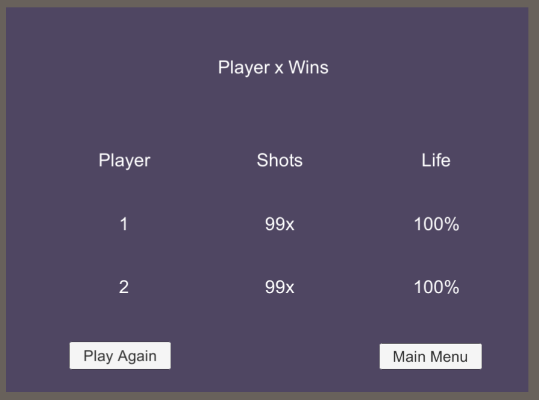 Player x Wins
Player Shots Life
1 99x 100%
2 99x 100%
Play Again Main Menu